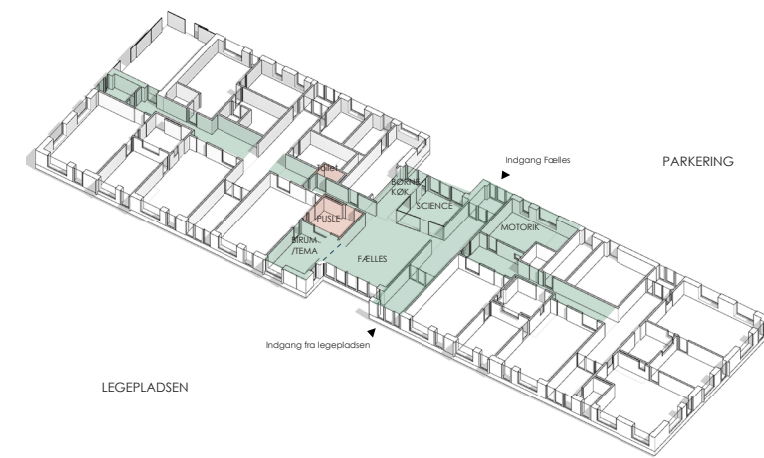 Indgang Fælles
PARKERING
Toilet
BØRNE
KØK.
SCIENCE
PUSLE
MOTORIK
BIRUM
/TEMA
FÆLLES
Indgang fra legepladsen
LEGEPLADSEN